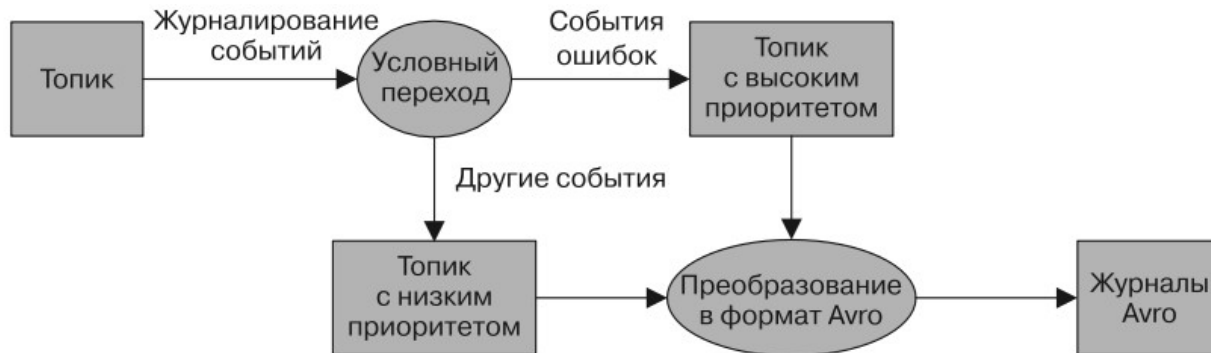 Журналирование
событий
События
ошибок
Топик
Условный
переход
Топик
с высоким
приоритетом
Другие события
Топик
с низким
приоритетом
Преобразование
в формат Avro
Журналы
Avro